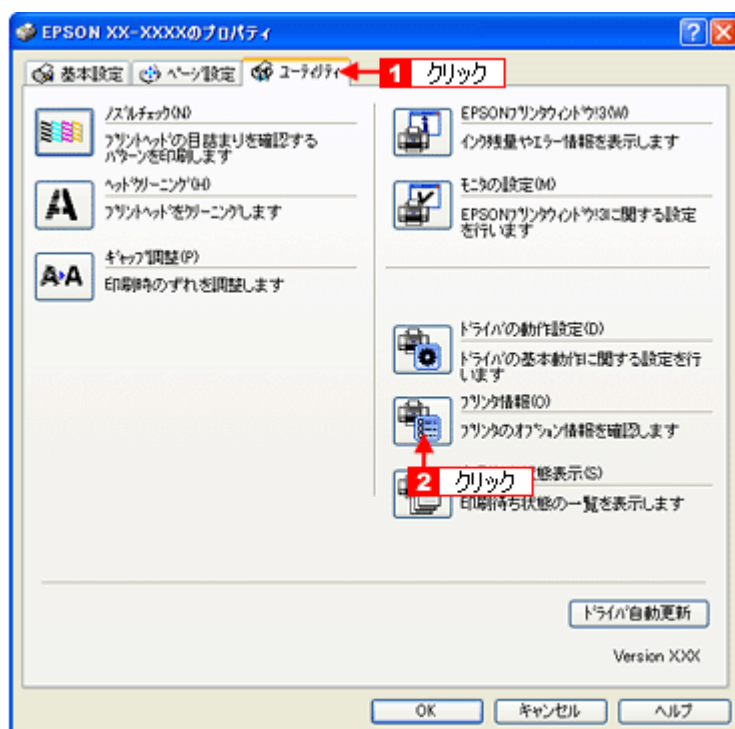 EPSON XX-XXXXのプロパティ
基本設定 ページ設定 ユーティリティ
1 クリック
ノズルチェック(N)
プリントヘッドの目詰まりを確認する
パターンを印刷します
ヘッドクリーニング(H)
プリントヘッドをクリーニングします
ギャップ調整(P)
印刷時のずれを調整します
EPSONプリンタウィンドウ!3(W)
インク残量やエラー情報を表示します
モニタの設定(M)
EPSONプリンタウィンドウ!3に関する設定
を行います
ドライバの動作設定(D)
ドライバの基本動作に関する設定を行
います
プリンタ情報(O)
プリンタのオプション情報を確認します
2 クリック
態表示(S)
印刷待ち状態の一覧を表示します
ドライバ自動更新
Version XXX
OK キャンセル ヘルプ